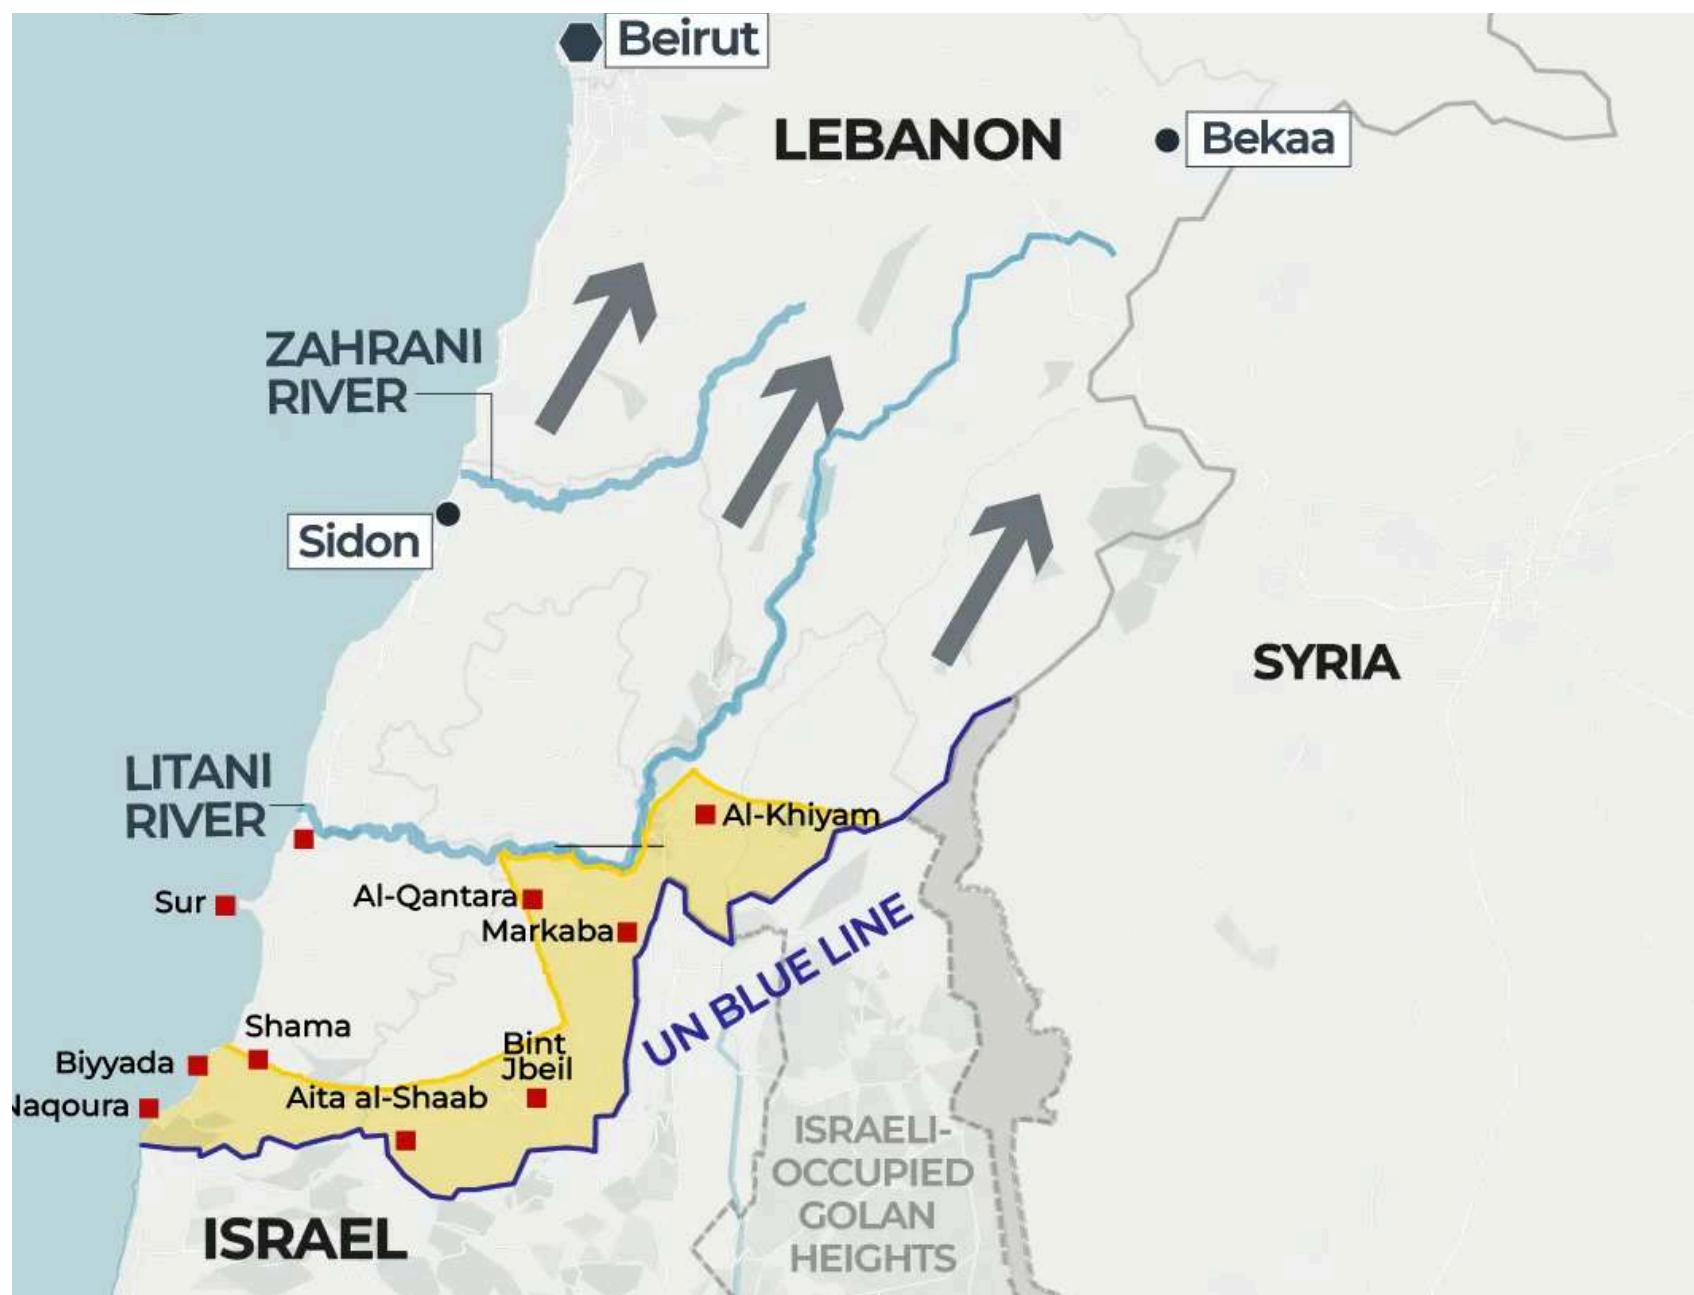 Beirut
LEBANON
Bekaa
ZAHRANI
RIVER
Sidon
SYRIA
LITANI
RIVER
Al-Khiyam
Sur
Al-Qantara
Markaba
UN BLUE LINE
Shama
Biyyada
Bint
Jbeil
Aita al-Shaab
aqoura
ISRAELI-
OCCUPIED
GOLAN
HEIGHTS
ISRAEL